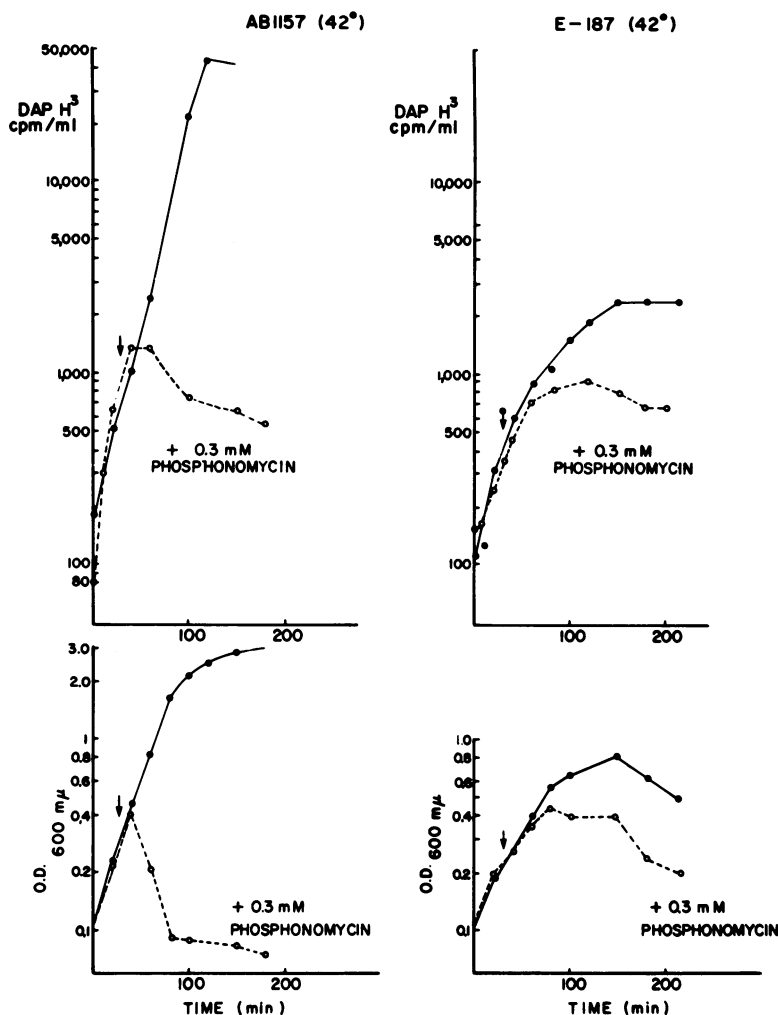 AB1157 (42°)
50,000
DAP H³
cpm/ml
10,000
5,000
1,000
500
100
80
+ 0.3 mM
PHOSPHONOMYCIN
100
200
E-187 (42°)
DAP H³
cpm/ml
10,000
5,000
1,000
500
100
+ 0.3 mM
PHOSPHONOMYCIN
100
200
3.0
2.0
1
0.8
0.6
0.4
0.2
0.1
O.D. 600 mμ
+ 0.3 mM
PHOSPHONOMYCIN
100
200
TIME (min)
1.0
0.8
0.6
0.4
0.2
0.1
O.D. 600 mμ
+ 0.3 mM
PHOSPHONOMYCIN
100
200
TIME (min)